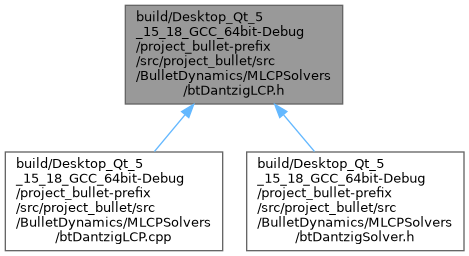 build/Desktop_Qt_5
_15_18_GCC_64bit-Debug
/project_bullet-prefix
/src/project_bullet/src
/BulletDynamics/MLCPSolvers
/btDantzigLCP.h
build/Desktop_Qt_5
_15_18_GCC_64bit-Debug
/project_bullet-prefix
/src/project_bullet/src
/BulletDynamics/MLCPSolvers
/btDantzigLCP.cpp
build/Desktop_Qt_5
_15_18_GCC_64bit-Debug
/project_bullet-prefix
/src/project_bullet/src
/BulletDynamics/MLCPSolvers
/btDantzigSolver.h